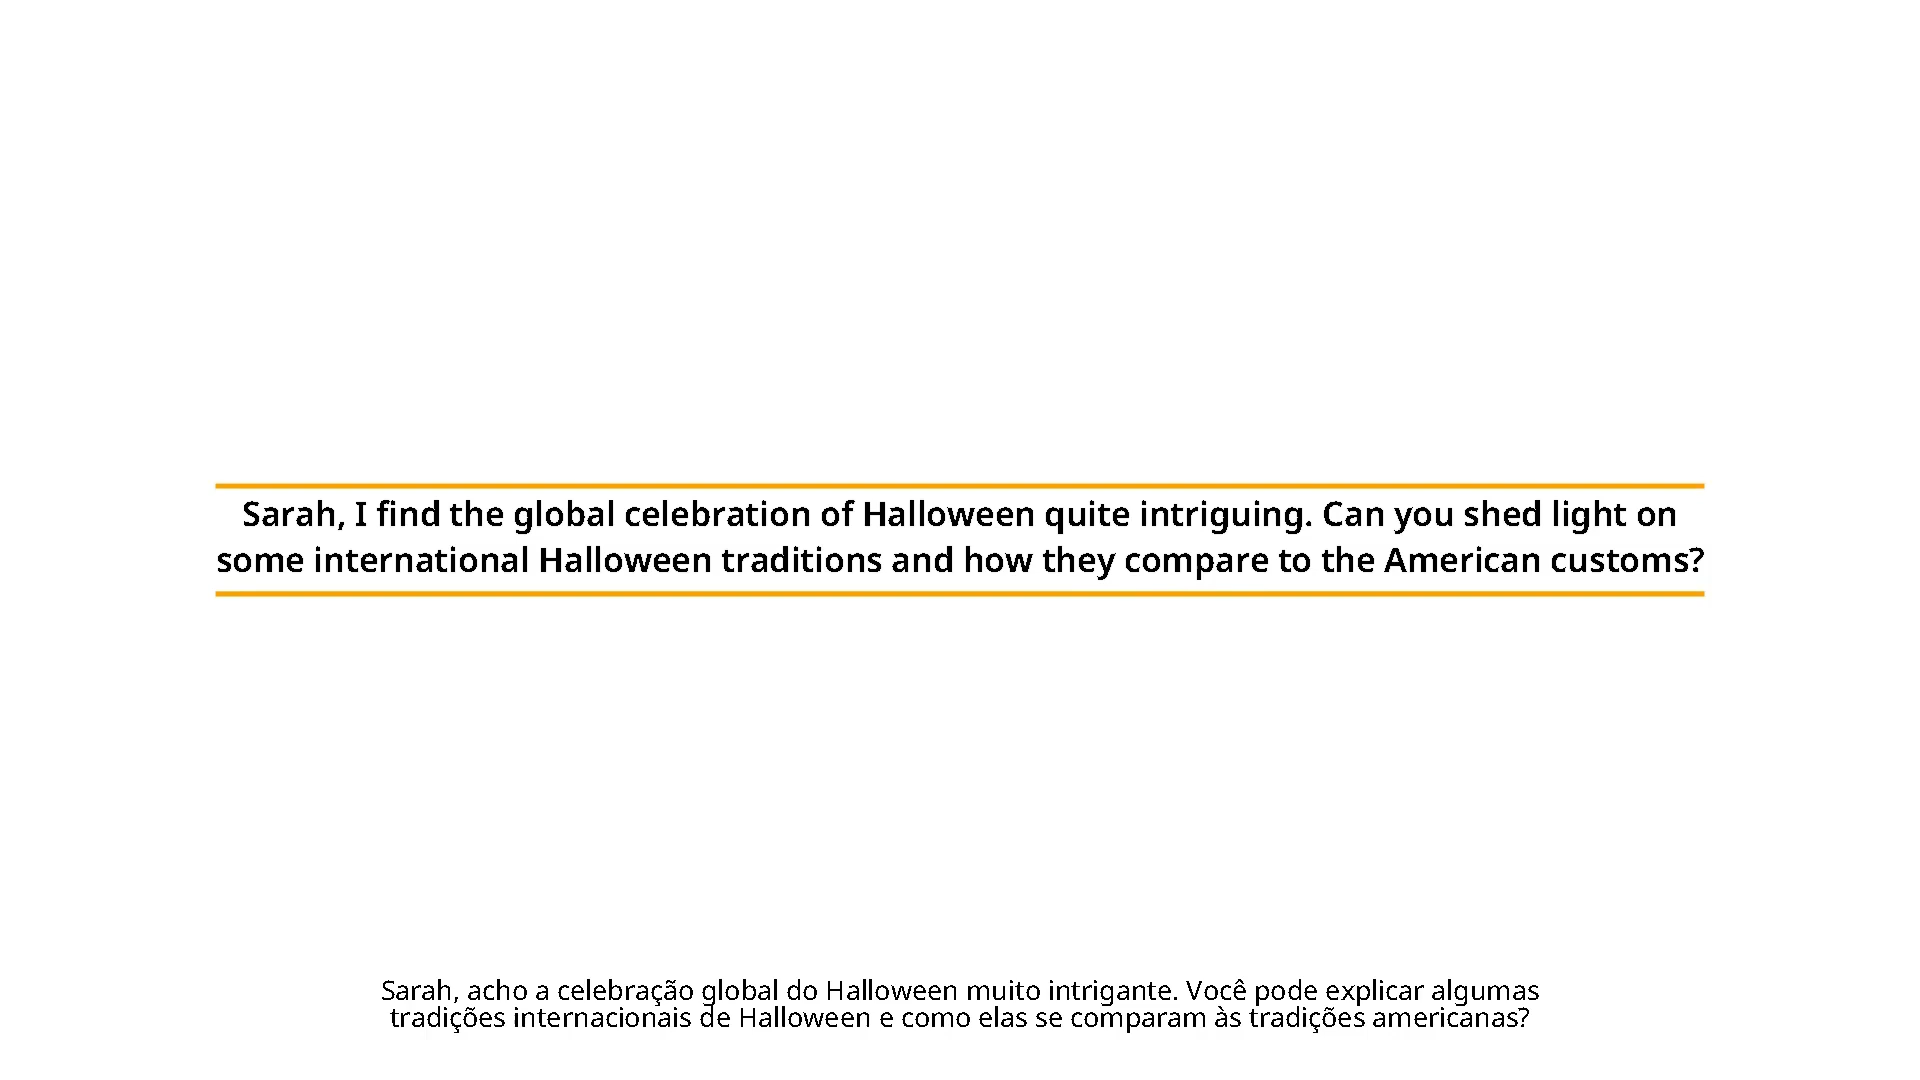 Sarah, I find the global celebration of Halloween quite intriguing. Can you shed light on
some international Halloween traditions and how they compare to the American customs?
Sarah, acho a celebração global do Halloween muito intrigante. Você pode explicar algumas
tradições internacionais de Halloween e como elas se comparam às tradições americanas?